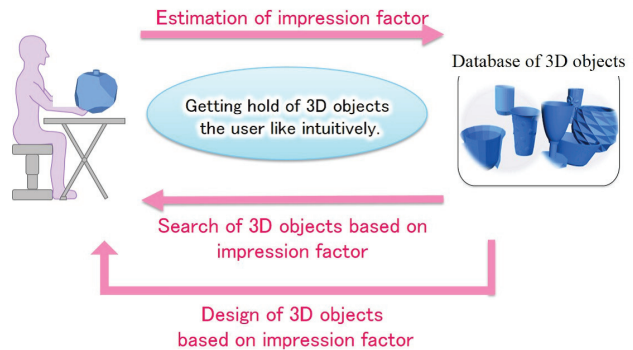 Estimation of impression factor
Database of 3D objects
Getting hold of 3D objects
the user like intuitively.
Search of 3D objects based on
impression factor
Design of 3D objects
based on impression factor